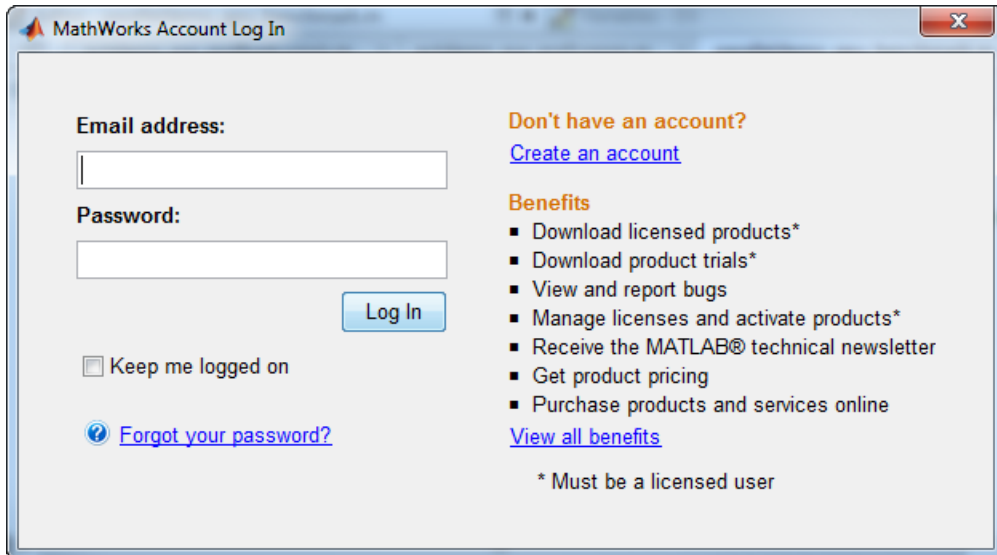 MathWorks Account Log In
Email address:
Password:
Log In
Keep me logged on
Forgot your password?
Don't have an account?
Create an account
Benefits
▪ Download licensed products*
▪ Download product trials*
▪ View and report bugs
▪ Manage licenses and activate products*
▪ Receive the MATLAB® technical newsletter
▪ Get product pricing
▪ Purchase products and services online
View all benefits
* Must be a licensed user